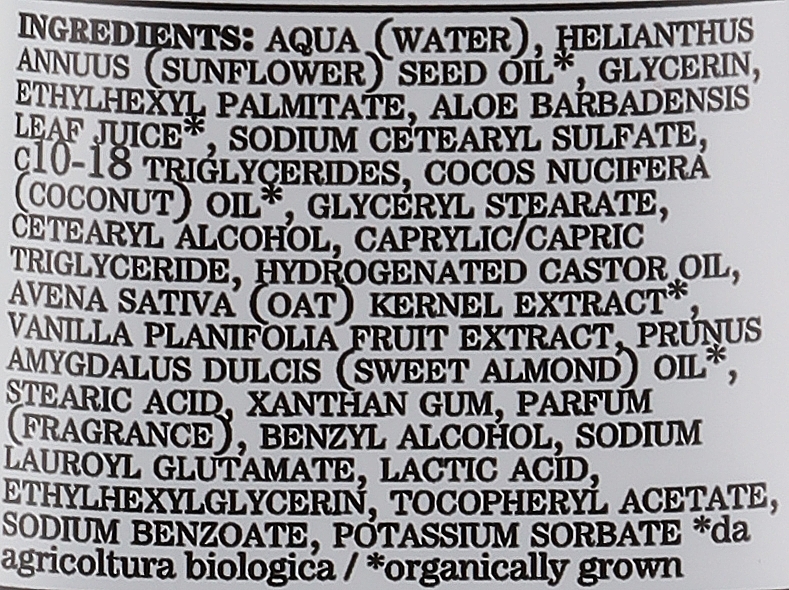 INGREDIENTS: AQUA (WATER), HELIANTHUS
ANNUUS (SUNFLOWER) SEED OIL*, GLYCERIN,
ETHYLHEXYL PALMITATE, ALOE BARBADENSIS
LEAF JUICE*, SODIUM CETEARYL SULFATE,
c10-18 TRIGLYCERIDES, COCOS NUCIFERA
(COCONUT) OIL*, GLYCERYL STEARATE,
CETEARYL ALCOHOL, CAPRYLIC/CAPRIC
TRIGLYCERIDE, HYDROGENATED CASTOR OIL,
AVENA SATIVA (OAT) KERNEL EXTRACT*,
VANILLA PLANIFOLIA FRUIT EXTRACT, PRUNUS
AMYGDALUS DULCIS (SWEET ALMOND) OIL*,
STEARIC ACID, XANTHAN GUM, PARFUM
(FRAGRANCE), BENZYL ALCOHOL, SODIUM
LAUROYL GLUTAMATE, LACTIC ACID,
ETHYLHEXYLGLYCERIN, TOCOPHERYL ACETATE,
SODIUM BENZOATE, POTASSIUM SORBATE *da
agricoltura biologica / *organically grown